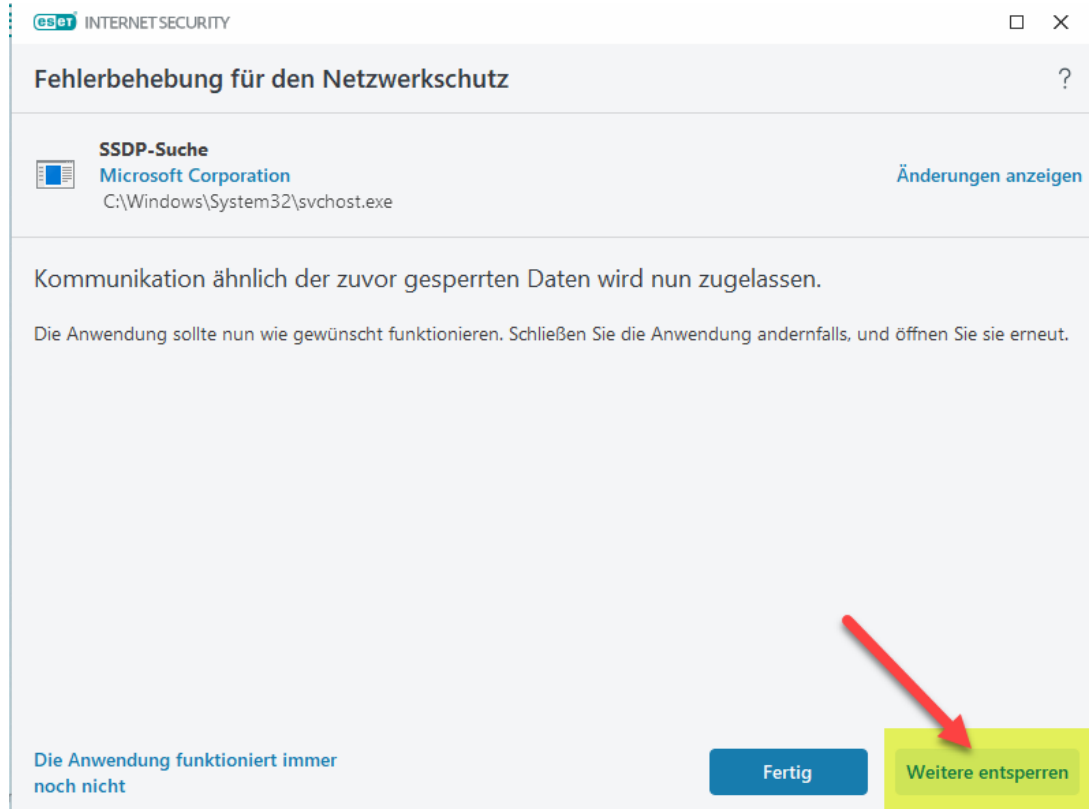 eset INTERNET SECURITY
Fehlerbehebung für den Netzwerkschutz
?
SSDP-Suche
Microsoft Corporation
Änderungen anzeigen
C:\Windows\System32\svchost.exe
Kommunikation ähnlich der zuvor gesperrten Daten wird nun zugelassen.
Die Anwendung sollte nun wie gewünscht funktionieren. Schließen Sie die Anwendung andernfalls, und öffnen Sie sie erneut.
Die Anwendung funktioniert immer
noch nicht
Fertig
Weitere entsperren